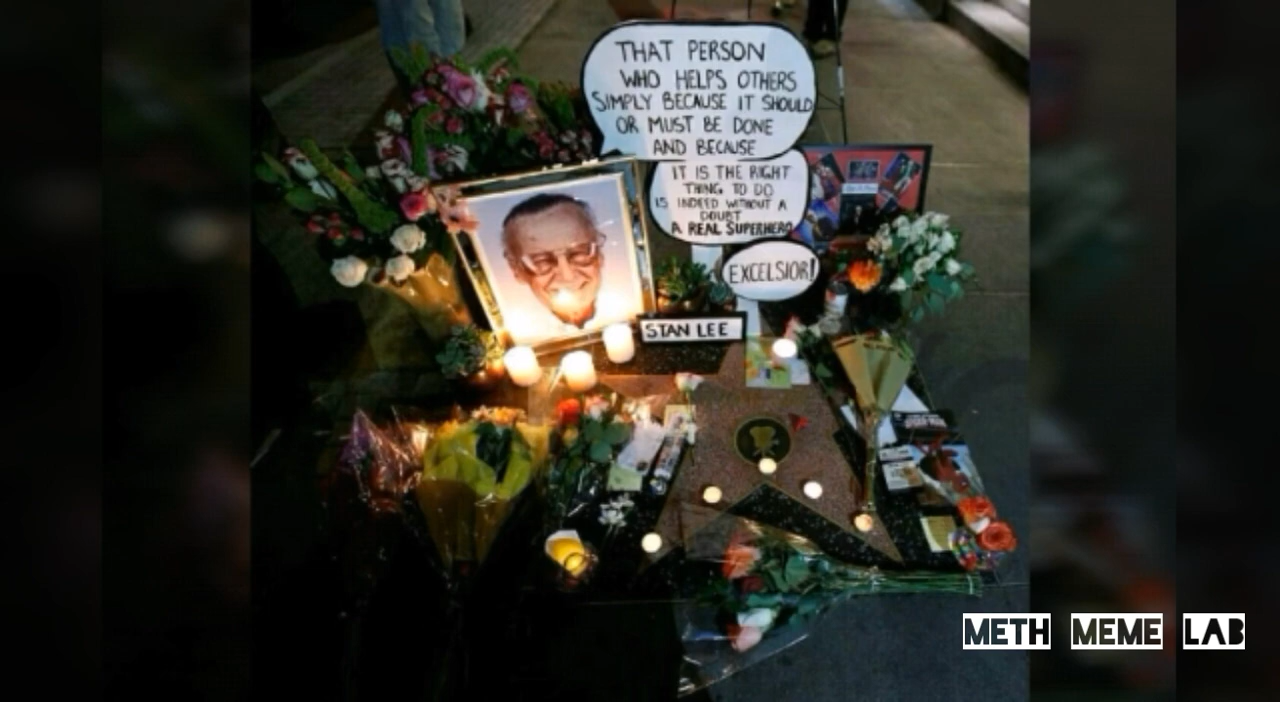 THAT PERSON
WHO HELPS OTHERS
SIMPLY BECAUSE IT SHOULD
OR MUST BE DONE
AND BECAUSE
IT IS THE RIGHT
THING TO DO
IS INDEED WITHOUT A
DOUBT
A REAL SUPERHERO
EXCELSIOR!
STAN LEE
METH MEME LAB